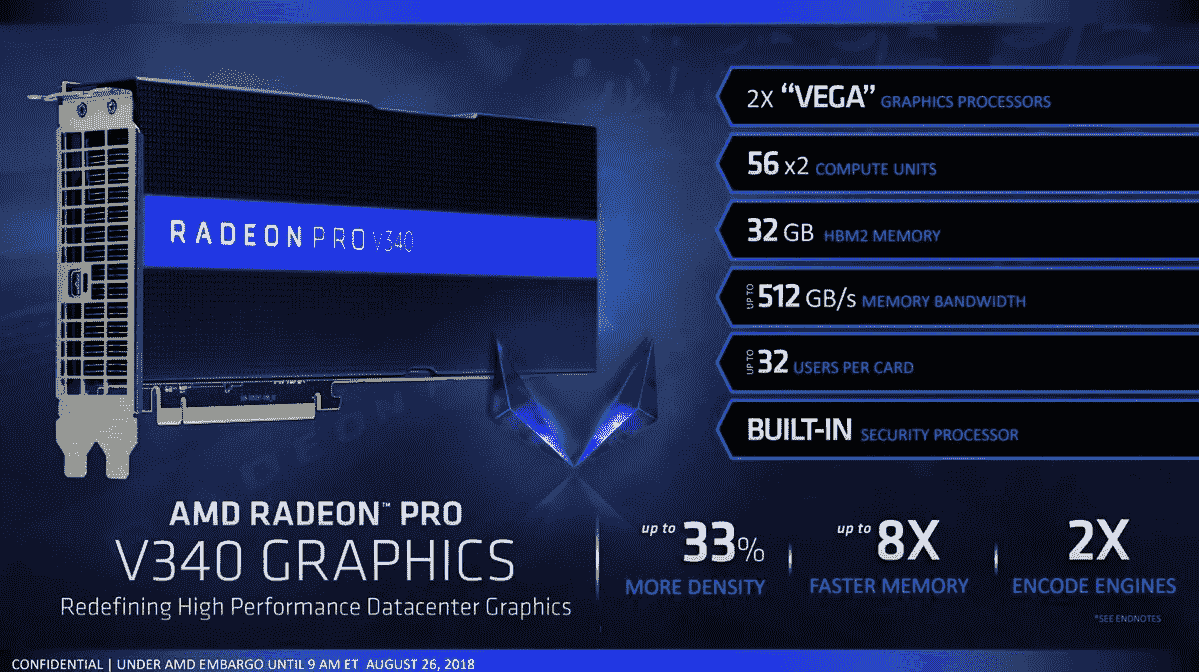 RADEON PRO V340
2X “VEGA” GRAPHICS PROCESSORS
56 x2 COMPUTE UNITS
32 GB HBM2 MEMORY
UP TO 512 GB/s MEMORY BANDWIDTH
UP TO 32 USERS PER CARD
BUILT-IN SECURITY PROCESSOR
AMD RADEON™ PRO
V340 GRAPHICS
Redefining High Performance Datacenter Graphics
up to 33%
MORE DENSITY
up to 8X
FASTER MEMORY
2X
ENCODE ENGINES
*SEE ENDNOTES
CONFIDENTIAL | UNDER AMD EMBARGO UNTIL 9 AM ET AUGUST 26, 2018